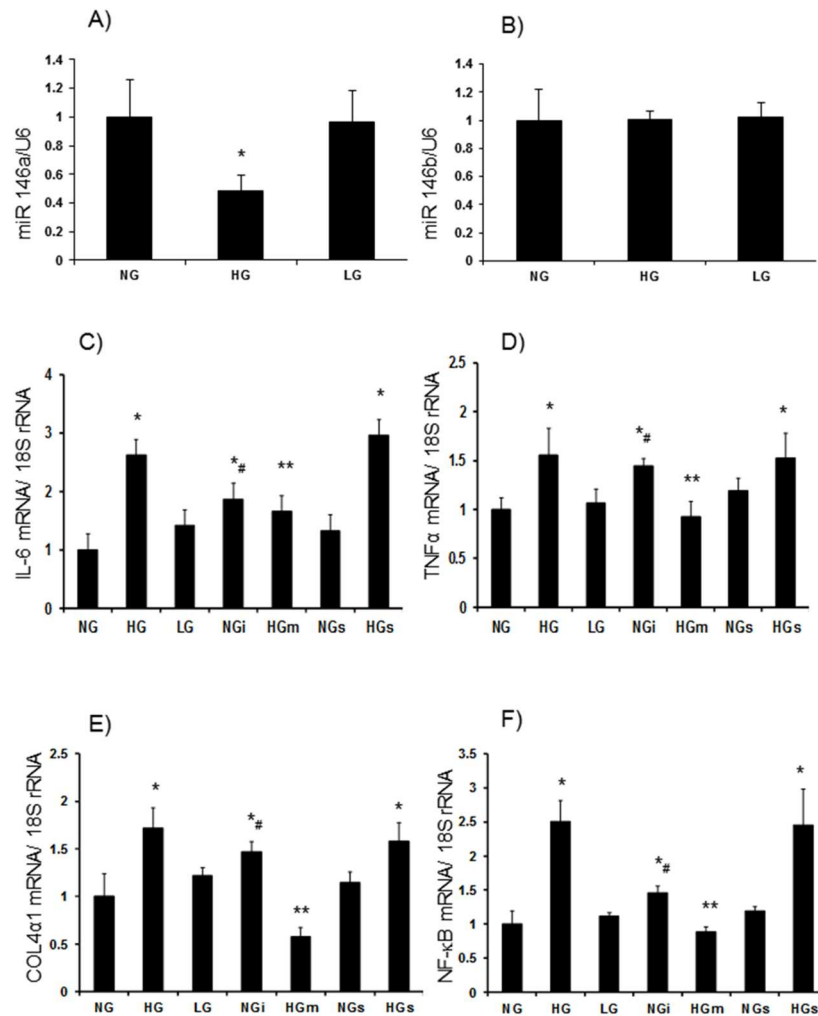 A)
1.4
1.2
1
0.8
0.6
0.4
0.2
0
miR 146a/U6
*
NG HG LG
B)
1.4
1.2
1
0.8
0.6
0.4
0.2
0
miR 146b/U6
NG HG LG
C)
4
3
2
1
0
IL-6 mRNA/ 18S rRNA
* *# ** *
NG HG LG NGi HGm NGs HGs
D)
2.5
2
1.5
1
0.5
0
TNFα mRNA/ 18S rRNA
* *# ** *
NG HG LG NGi HGm NGs HGs
E)
2.5
2
1.5
1
0.5
0
COL4α1 mRNA/ 18S rRNA
* *# ** *
NG HG LG NGi HGm NGs HGs
F)
3.5
3
2.5
2
1.5
1
0.5
0
NF-κB mRNA/ 18S rRNA
* *# ** *
NG HG LG NGi HGm NGs HGs